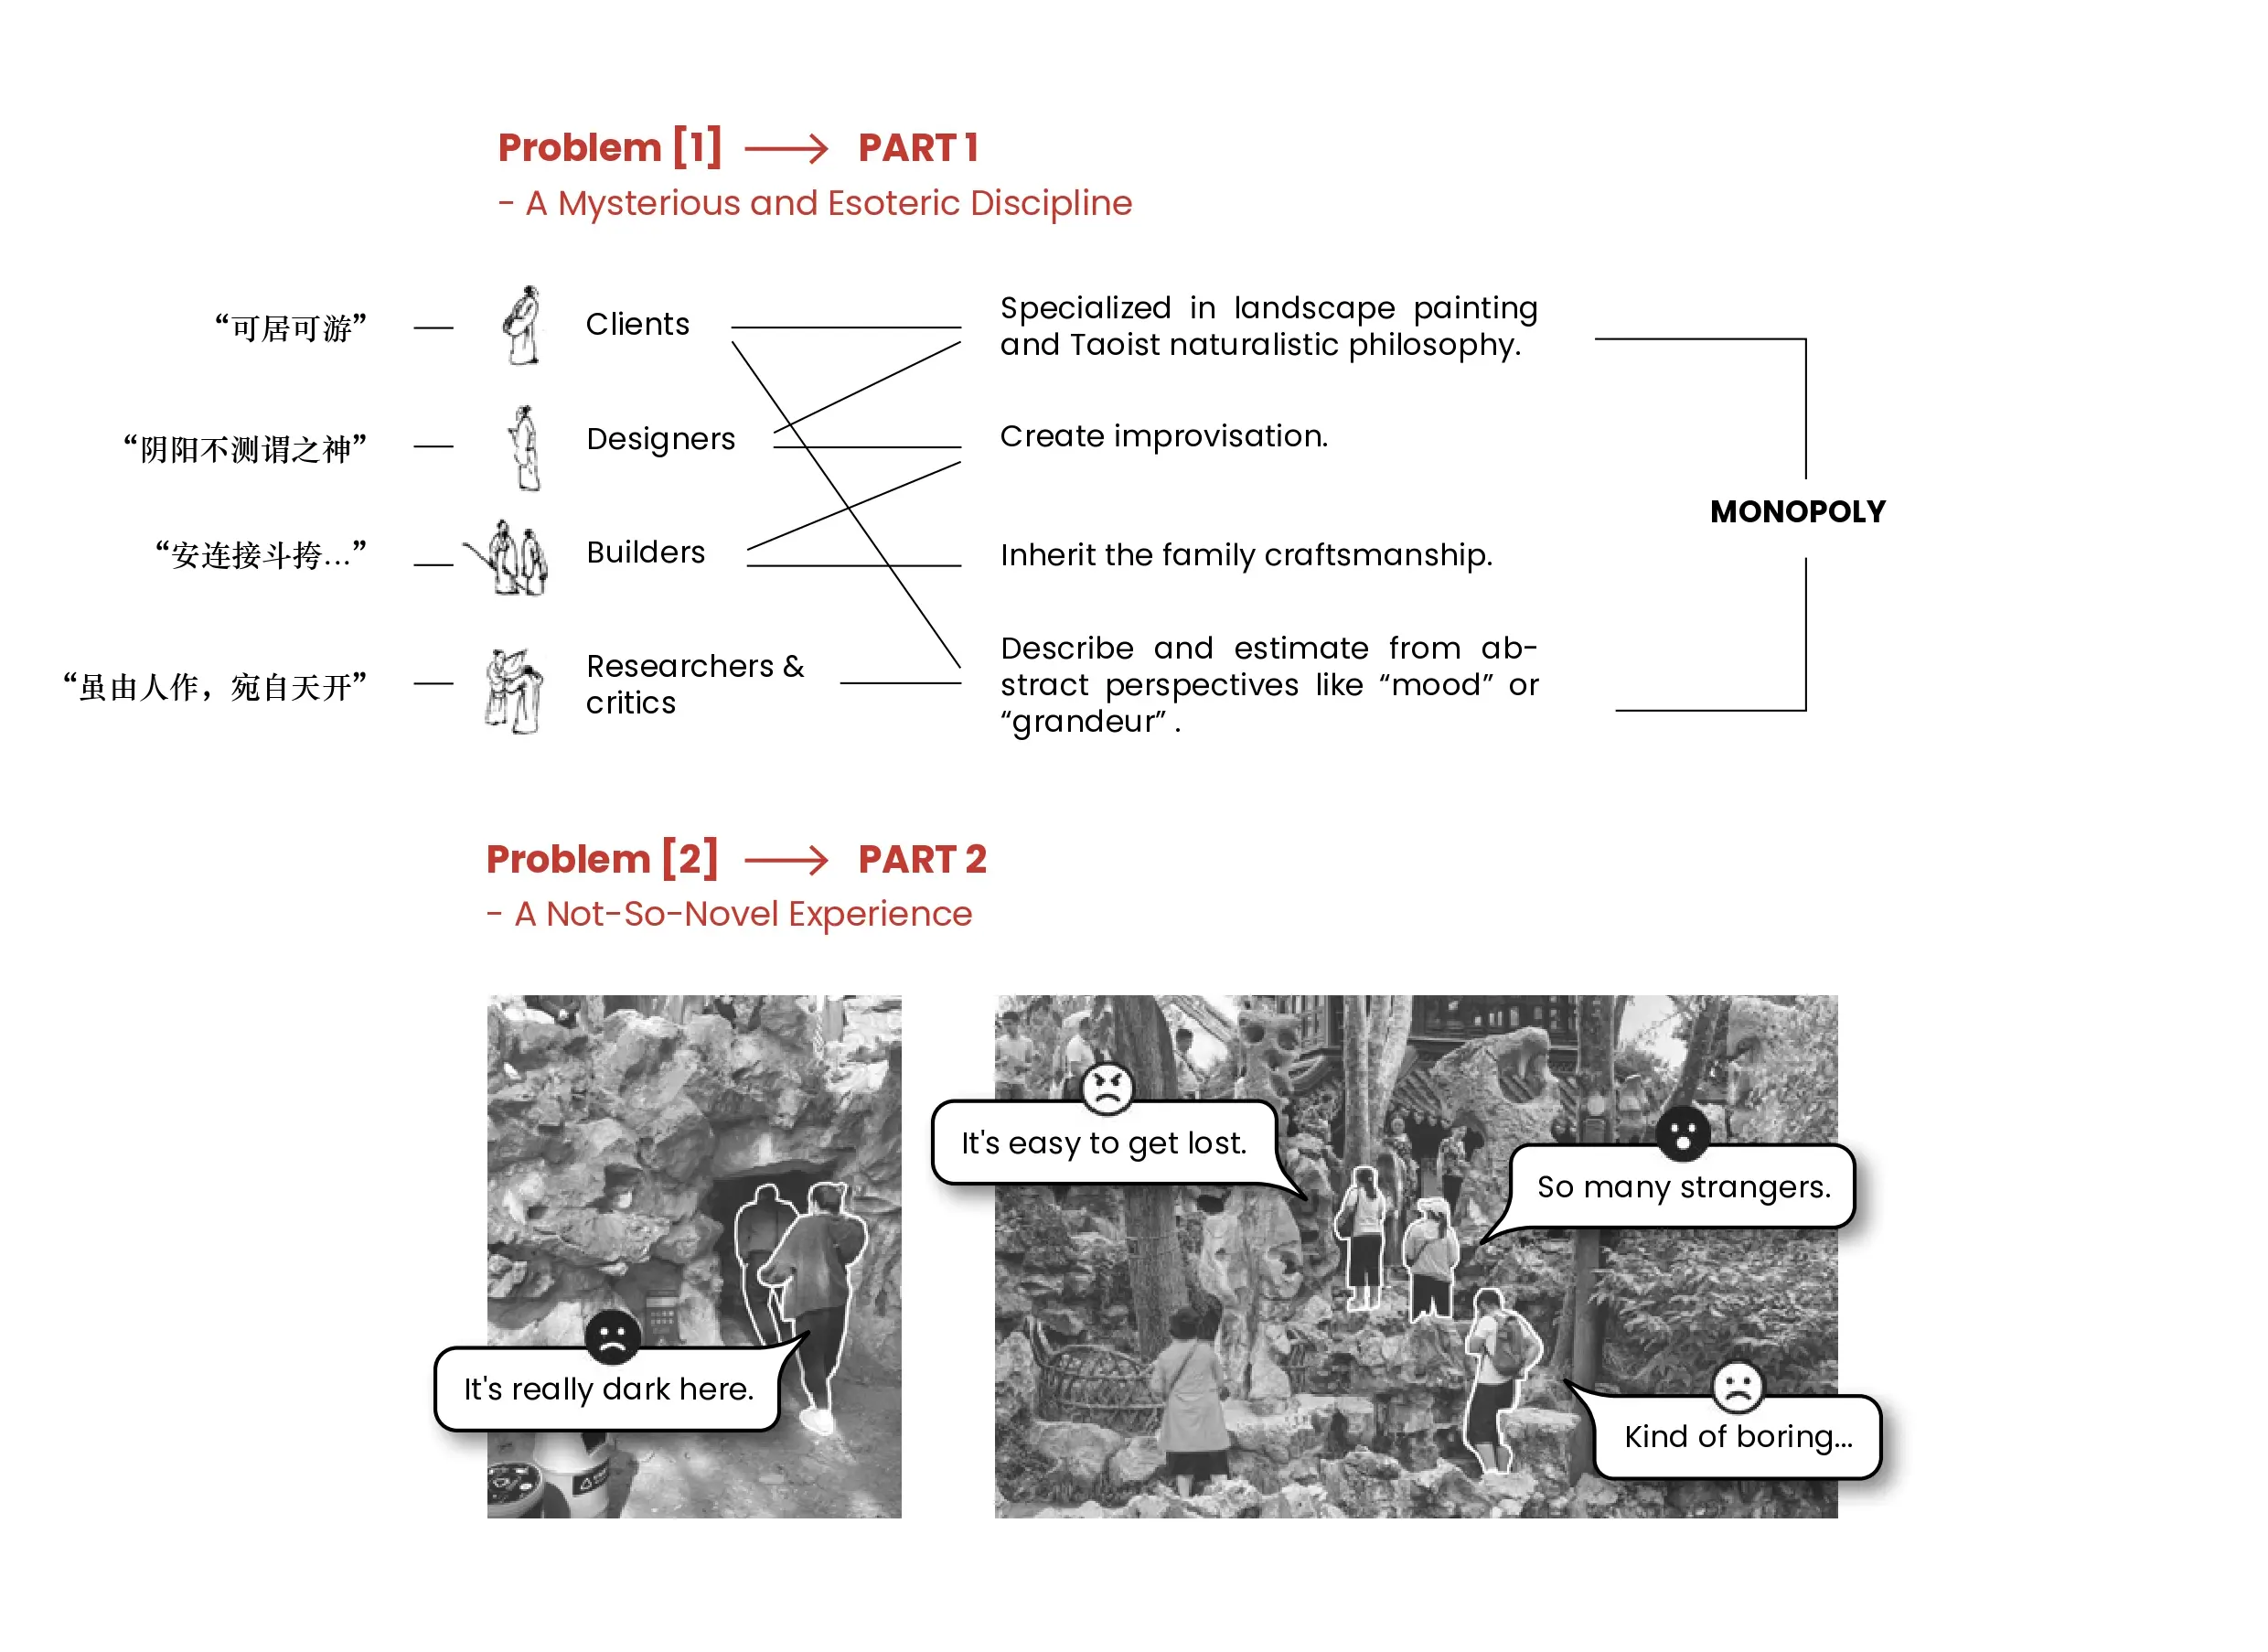 Problem [1] → PART 1
- A Mysterious and Esoteric Discipline
“可居可游”
Clients
Specialized in landscape painting
and Taoist naturalistic philosophy.
“阴阳不测谓之神”
Designers
Create improvisation.
MONOPOLY
“安连接斗挎...”
Builders
Inherit the family craftsmanship.
“虽由人作，宛自天开”
Researchers &
critics
Describe and estimate from ab-
stract perspectives like “mood” or
“grandeur” .
Problem [2] → PART 2
- A Not-So-Novel Experience
It's easy to get lost.
So many strangers.
It's really dark here.
Kind of boring...